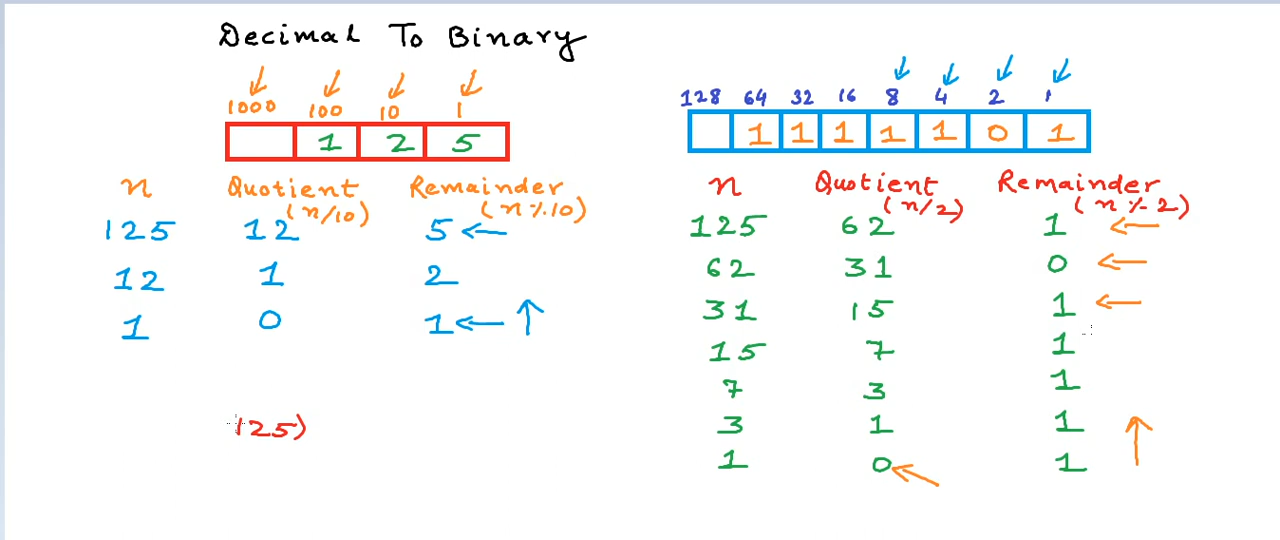 Decimal To Binary
1000 100 10 1
1 2 5
n Quotient (n/10) Remainder (n%10)
125 12 5
12 1 2
1 0 1
125)
128 64 32 16 8 4 2 1
1 1 1 1 1 0 1
n Quotient (n/2) Remainder (n%2)
125 62 1
62 31 0
31 15 1
15 7 1
7 3 1
3 1 1
1 0 1